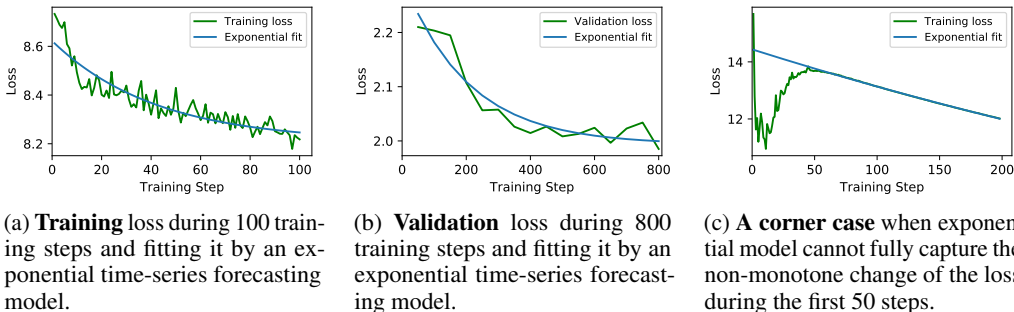 Training loss
Exponential fit
8.6
8.4
8.2
Loss
0 20 40 60 80 100
Training Step
Validation loss
Exponential fit
2.2
2.1
2.0
Loss
0 200 400 600 800
Training Step
Training loss
Exponential fit
14
12
Loss
0 50 100 150 200
Training Step
(a) Training loss during 100 train-
ing steps and fitting it by an ex-
ponential time-series forecasting
model.
(b) Validation loss during 800
training steps and fitting it by an
exponential time-series forecast-
ing model.
(c) A corner case when exponen
tial model cannot fully capture the
non-monotone change of the loss
during the first 50 steps.